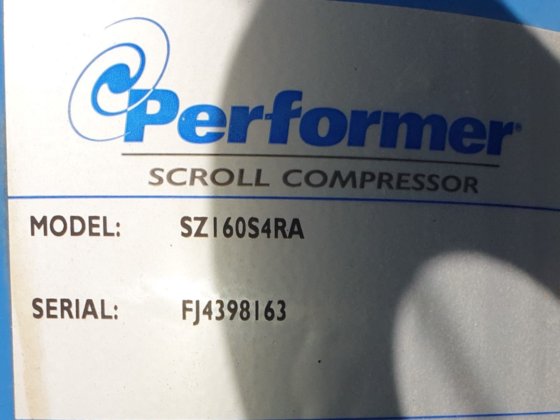 Performer®
SCROLL COMPRESSOR
MODEL: SZ160S4RA
SERIAL: FJ4398163